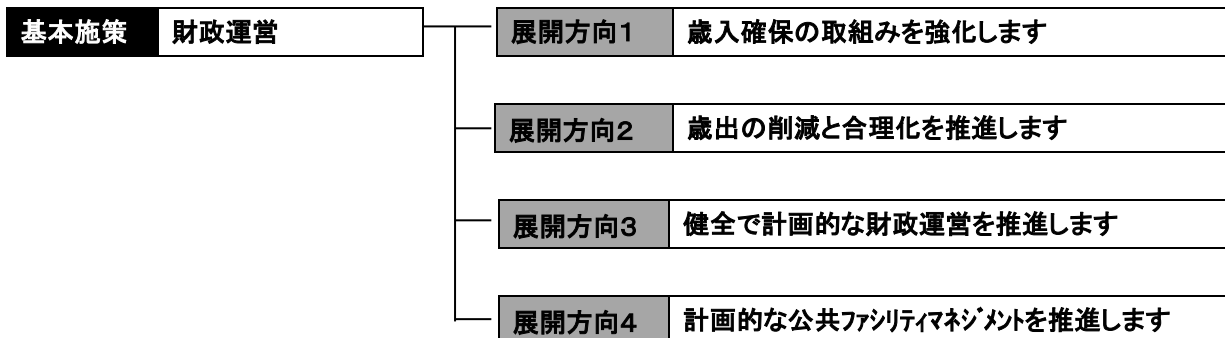 基本施策 財政運営
展開方向1 歳入確保の取組みを強化します
展開方向2 歳出の削減と合理化を推進します
展開方向3 健全で計画的な財政運営を推進します
展開方向4 計画的な公共ファシリティマネジメントを推進します